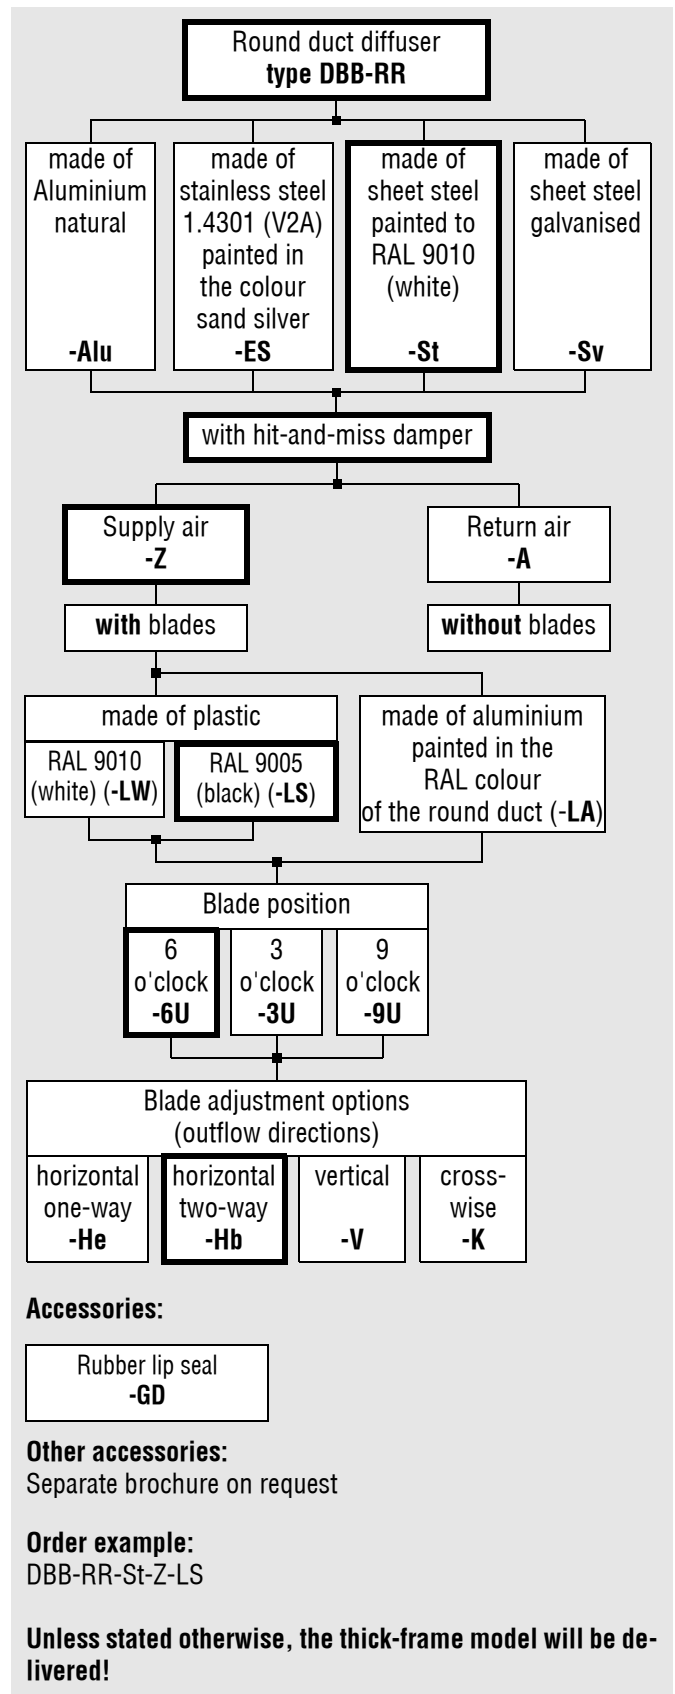 Round duct diffuser
type DBB-RR
made of
Aluminium
natural
-Alu
made of
stainless steel
1.4301 (V2A)
painted in
the colour
sand silver
-ES
made of
sheet steel
painted to
RAL 9010
(white)
-St
made of
sheet steel
galvanised
-Sv
with hit-and-miss damper
Supply air
-Z
Return air
-A
with blades
without blades
made of plastic
RAL 9010
(white) (-LW)
RAL 9005
(black) (-LS)
made of aluminium
painted in the
RAL colour
of the round duct (-LA)
Blade position
6
o'clock
-6U
3
o'clock
-3U
9
o'clock
-9U
Blade adjustment options
(outflow directions)
horizontal
one-way
-He
horizontal
two-way
-Hb
vertical
-V
cross-
wise
-K
Accessories:
Rubber lip seal
-GD
Other accessories:
Separate brochure on request
Order example:
DBB-RR-St-Z-LS
Unless stated otherwise, the thick-frame model will be de-
livered!